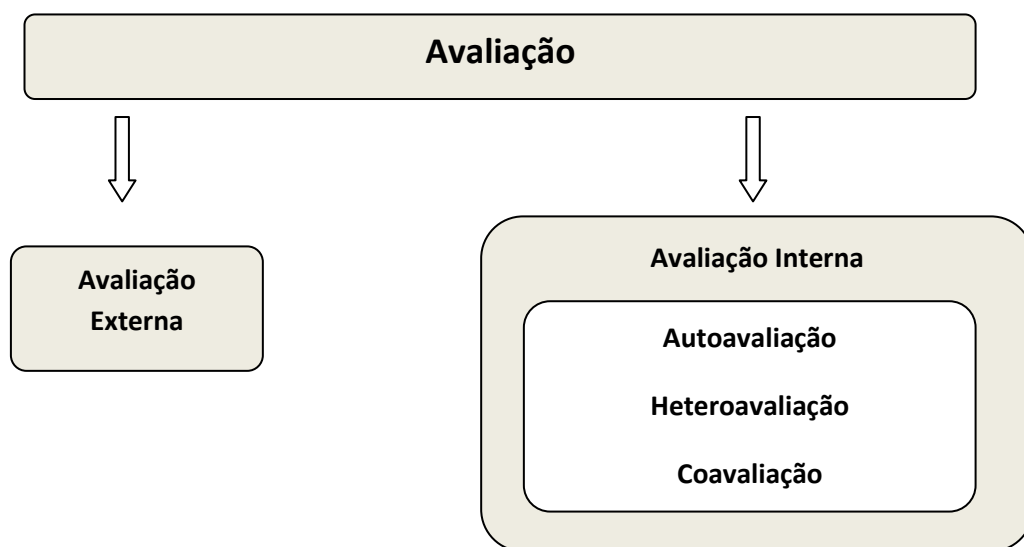 Avaliação
Avaliação
Externa
Avaliação Interna
Autoavaliação
Heteroavaliação
Coavaliação